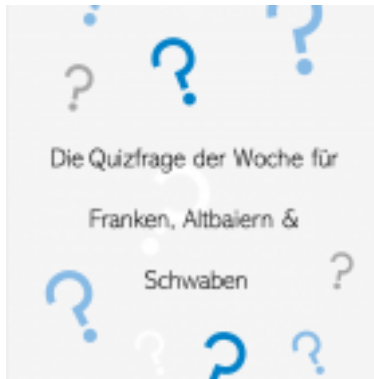 Die Quizfrage der Woche für
Franken, Altbaiern &
Schwaben